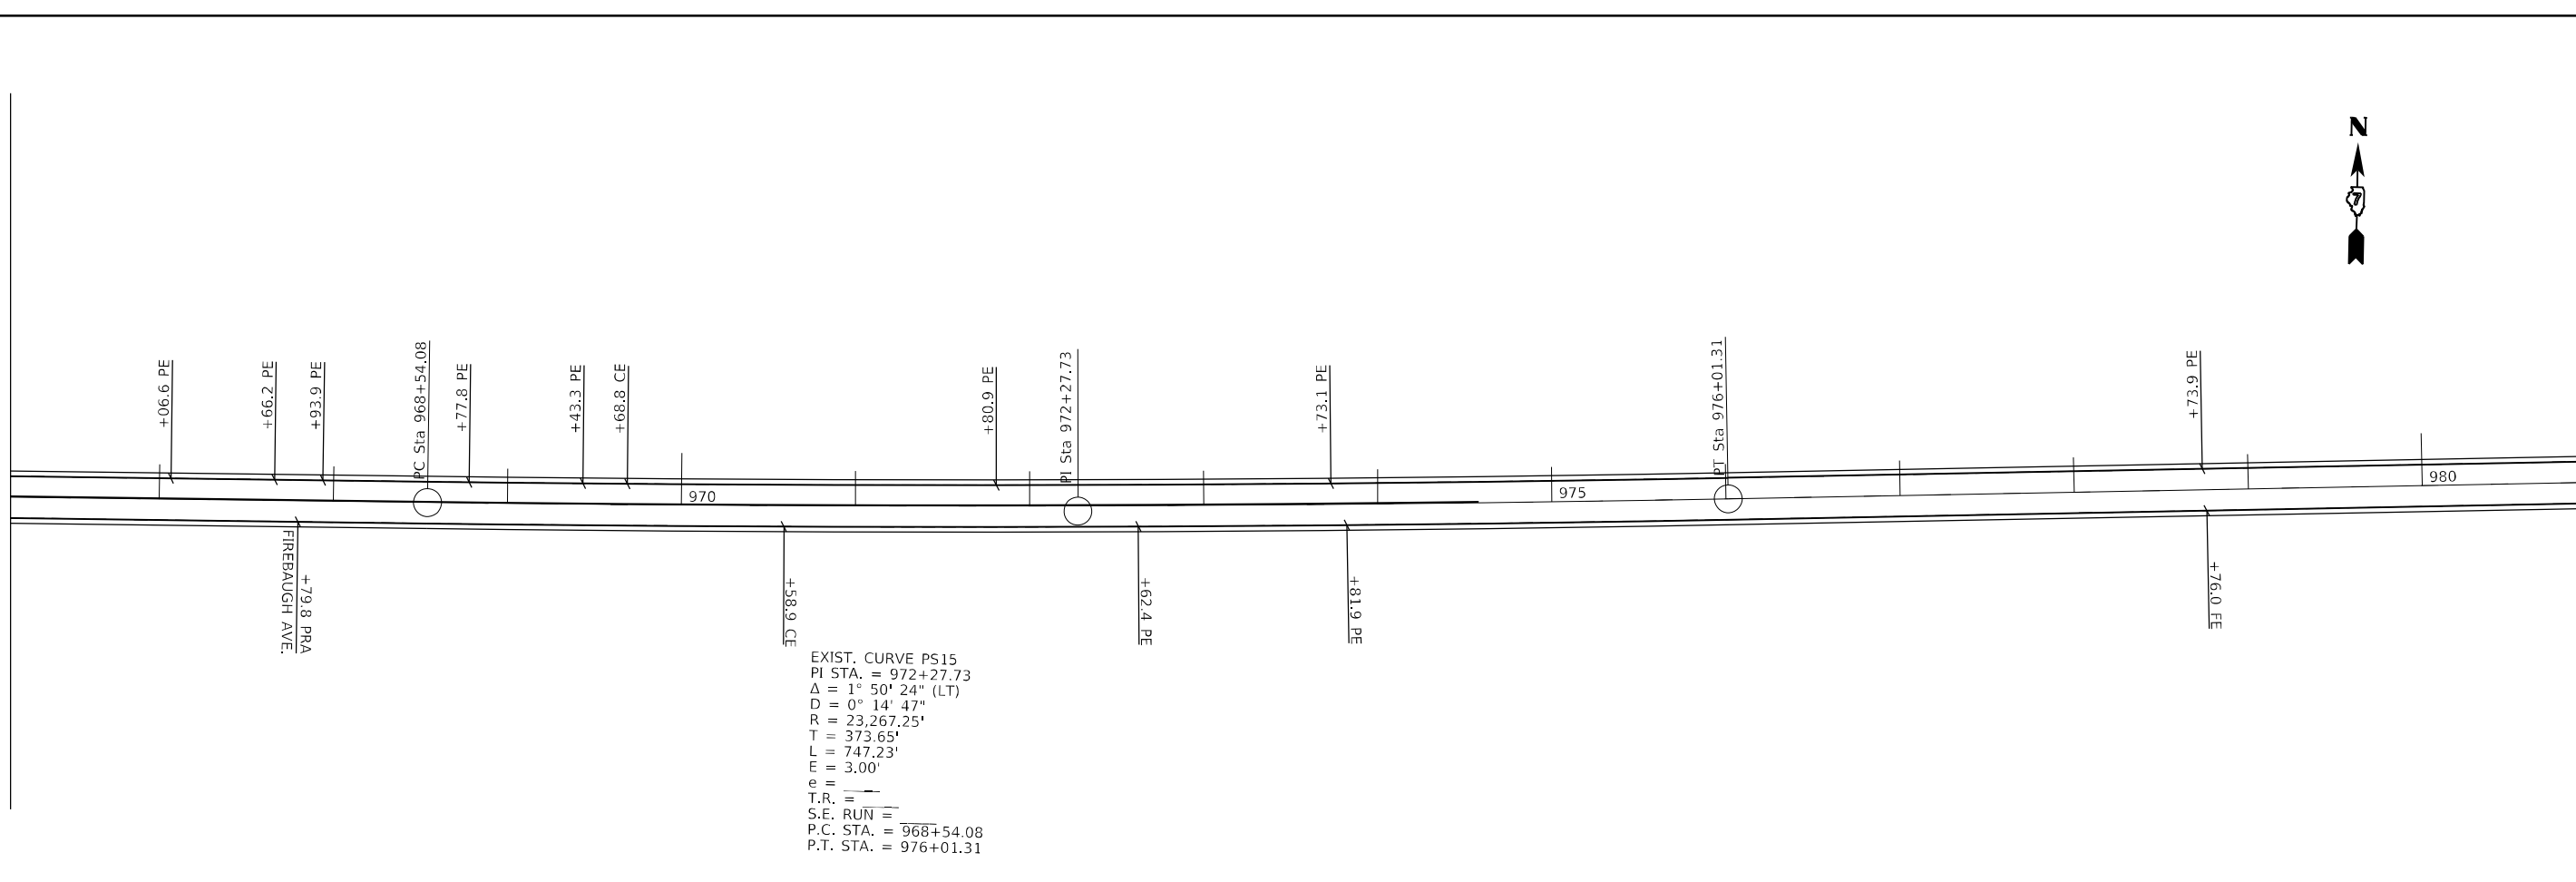 N
7
+06.6 PE
+66.2 PE
+93.9 PE
PC Sta 968+54.08
+77.8 PE
+43.3 PE
+68.8 CE
+80.9 PE
PI Sta 972+27.73
+73.1 PE
PT Sta 976+01.31
+73.9 PE
970
975
980
FIREBAUGH AVE.
+79.8 PRA
+58.9 CE
+62.4 PE
+81.9 PE
+76.0 FE
EXIST. CURVE PS15
PI STA. = 972+27.73
Δ = 1° 50' 24" (LT)
D = 0° 14' 47"
R = 23,267.25'
T = 373.65'
L = 747.23'
E = 3.00'
e = ____
T.R. = ____
S.E. RUN = ____
P.C. STA. = 968+54.08
P.T. STA. = 976+01.31